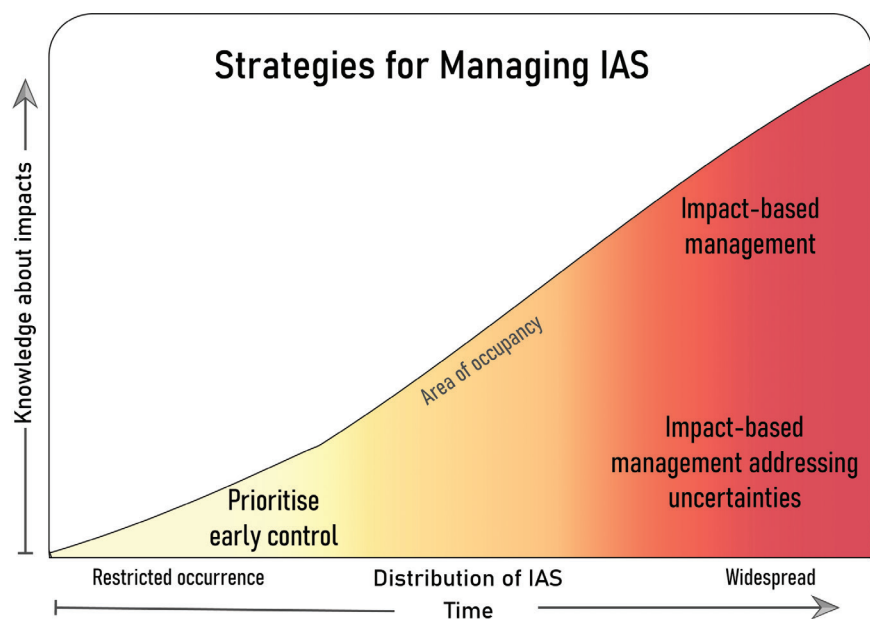 Strategies for Managing IAS
Knowledge about impacts
Impact-based
management
Area of occupancy
Impact-based
management addressing
uncertainties
Prioritise
early control
Restricted occurrence
Distribution of IAS
Widespread
Time